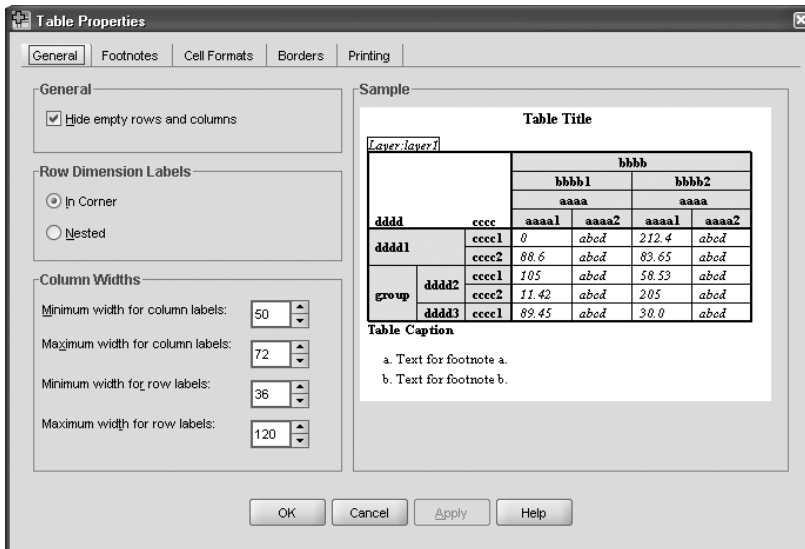 Table Properties
General Footnotes Cell Formats Borders Printing
General
Hide empty rows and columns
Row Dimension Labels
In Corner
Nested
Column Widths
Minimum width for column labels: 50
Maximum width for column labels: 72
Minimum width for row labels: 36
Maximum width for row labels: 120
Sample
Table Title
Layer:layer1
bbbb
bbbb1 bbbb2
aaaa aaaa
dddd cccc aaaa1 aaaa2 aaaa1 aaaa2
dddd1 cccc1 0 abcd 212.4 abcd
cccc2 88.6 abcd 83.65 abcd
group dddd2 cccc1 105 abcd 58.53 abcd
cccc2 11.42 abcd 205 abcd
dddd3 cccc1 89.45 abcd 30.0 abcd
Table Caption
a. Text for footnote a.
b. Text for footnote b.
OK Cancel Apply Help